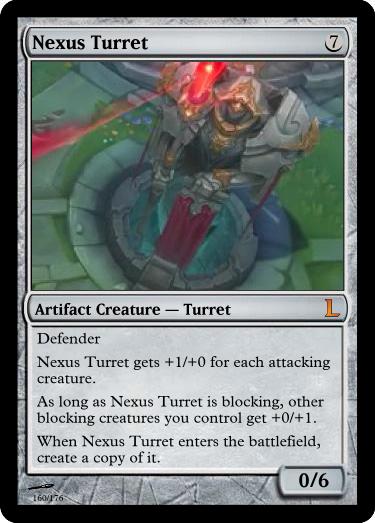 Nexus Turret 7
Artifact Creature — Turret L
Defender
Nexus Turret gets +1/+0 for each attacking
creature.
As long as Nexus Turret is blocking, other
blocking creatures you control get +0/+1.
When Nexus Turret enters the battlefield,
create a copy of it.
0/6
160/176